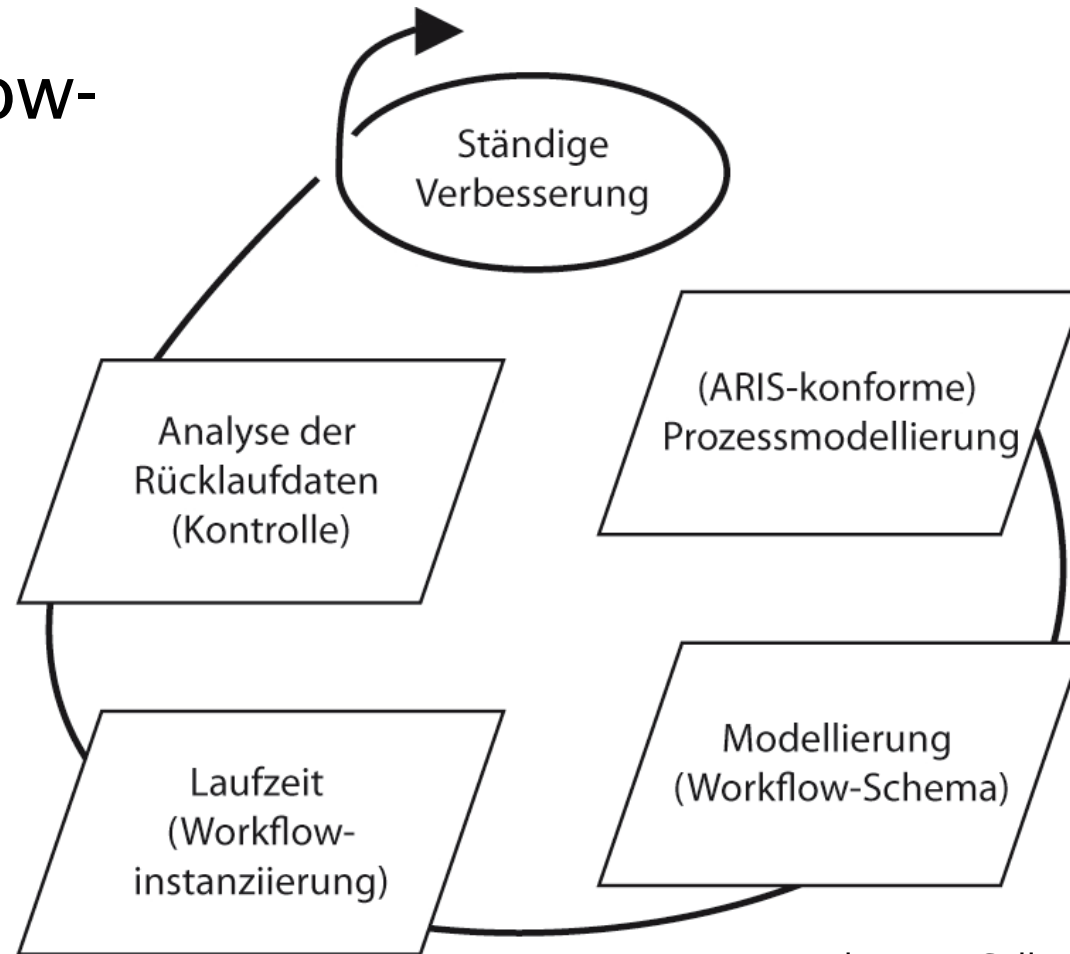 ow-
Ständige
Verbesserung
(ARIS-konforme)
Prozessmodellierung
Analyse der
Rücklaufdaten
(Kontrolle)
Modellierung
(Workflow-Schema)
Laufzeit
(Workflow-
instanziierung)